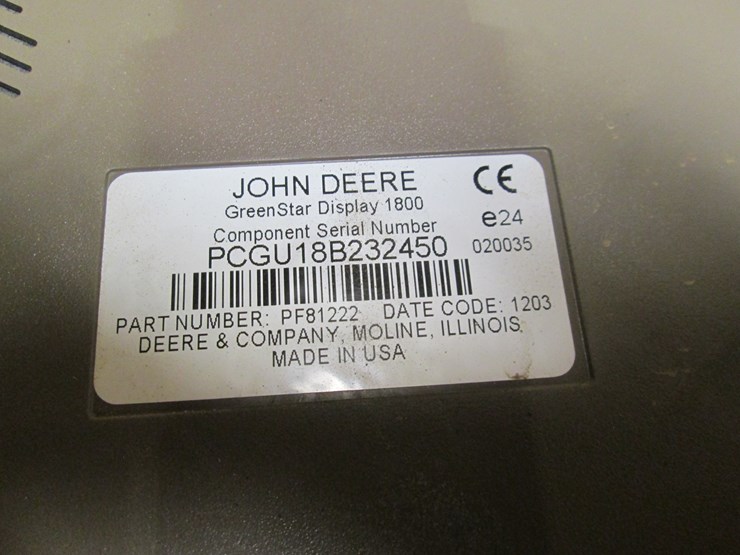 JOHN DEERE
GreenStar Display 1800
Component Serial Number
PCGU18B232450
CE
e24
020035
PART NUMBER: PF81222 DATE CODE: 1203
DEERE & COMPANY, MOLINE, ILLINOIS
MADE IN USA